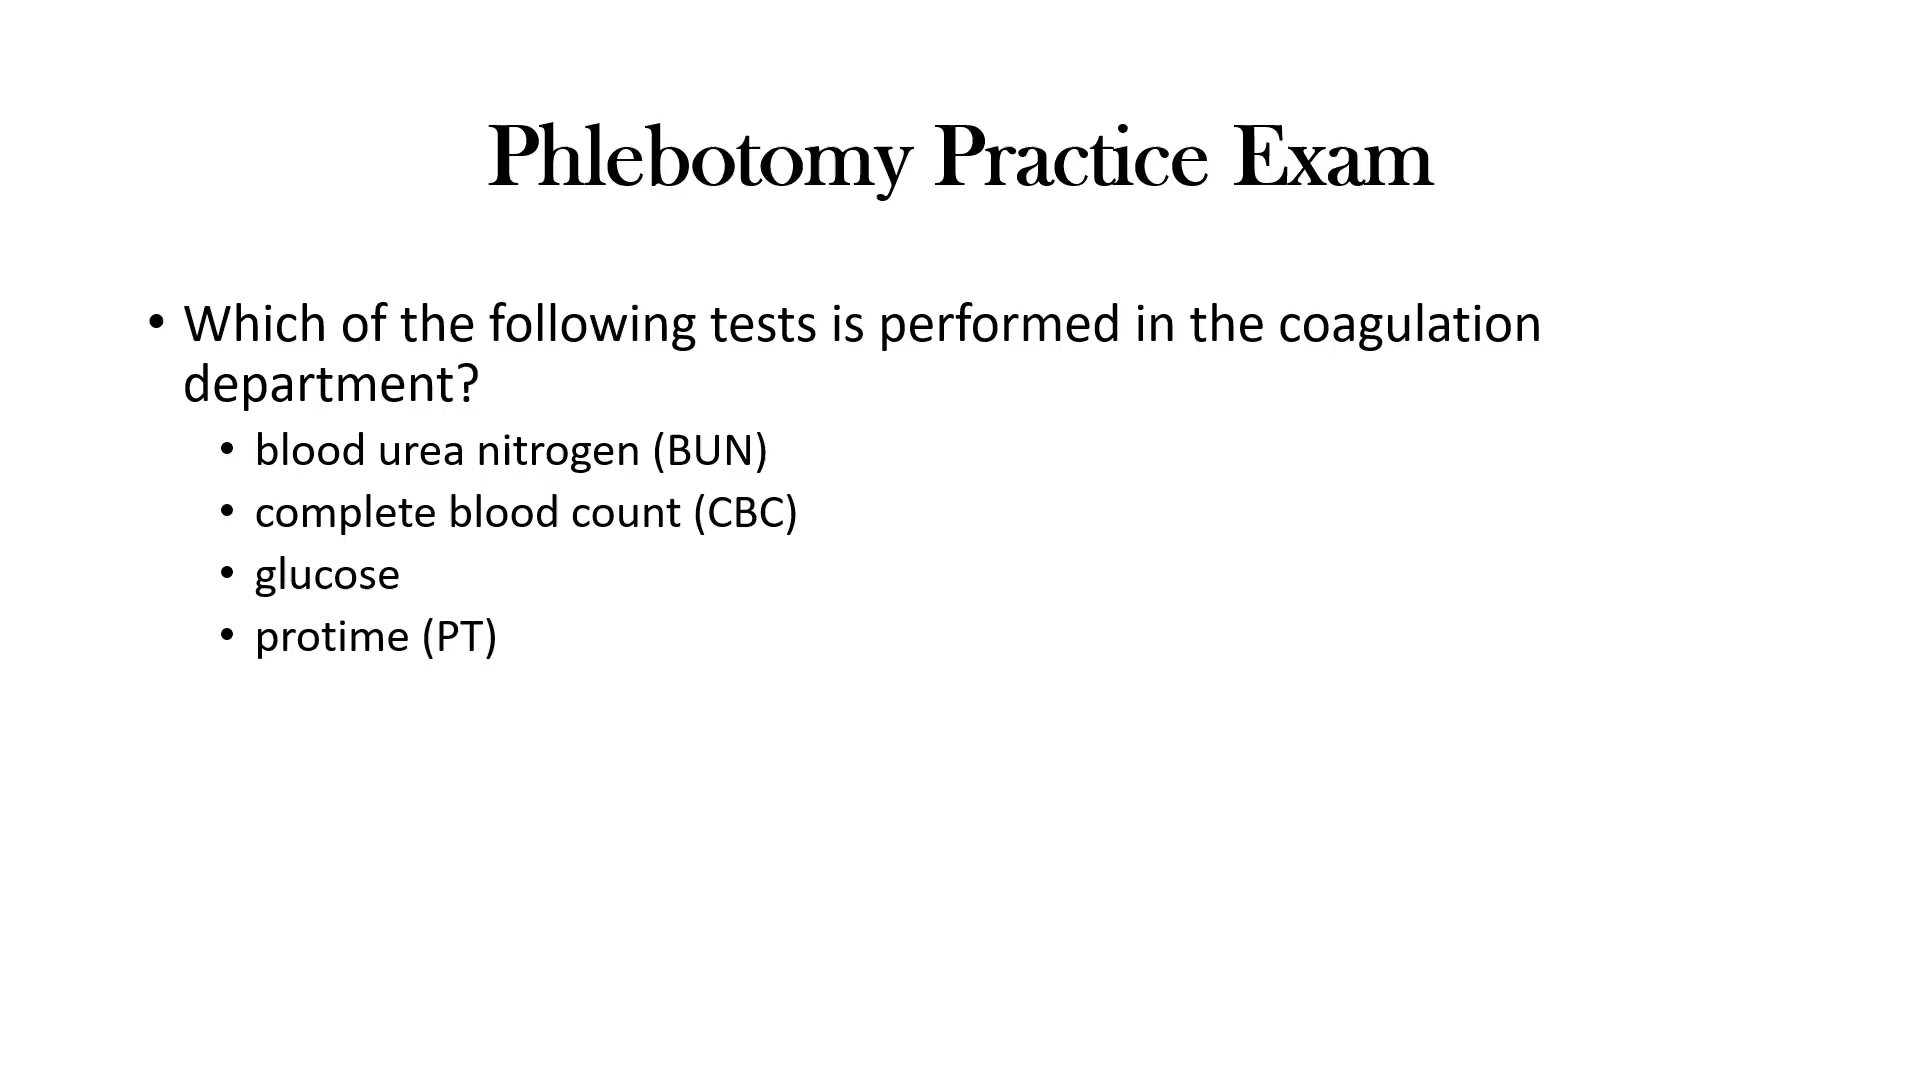 Phlebotomy Practice Exam
• Which of the following tests is performed in the coagulation
department?
• blood urea nitrogen (BUN)
• complete blood count (CBC)
• glucose
• protime (PT)